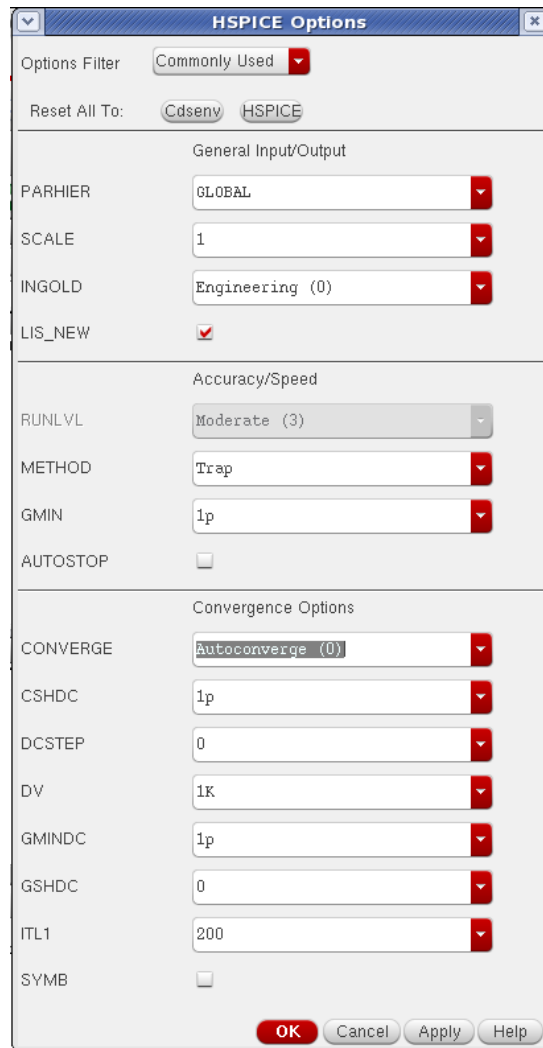 HSPICE Options
Options Filter Commonly Used
Reset All To: Cdsenv HSPICE
General Input/Output
PARHIER GLOBAL
SCALE 1
INGOLD Engineering (0)
LIS_NEW
Accuracy/Speed
RUNLVL Moderate (3)
METHOD Trap
GMIN 1p
AUTOSTOP
Convergence Options
CONVERGE Autoconverge (0)
CSHDC 1p
DCSTEP 0
DV 1K
GMINDC 1p
GSHDC 0
ITL1 200
SYMB
OK Cancel Apply Help